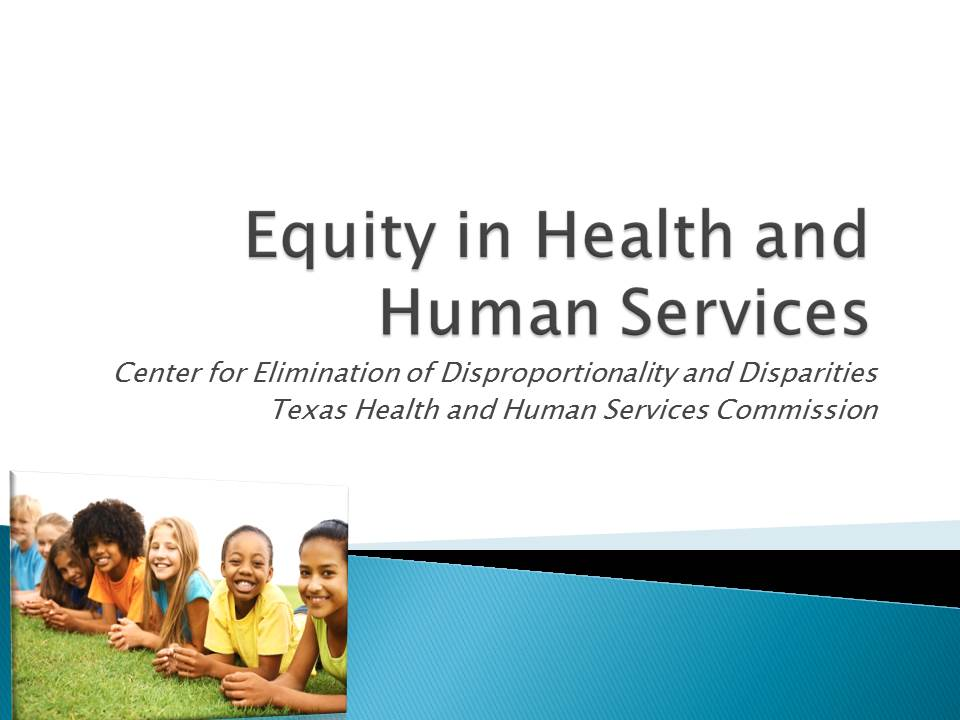 Equity in Health and
Human Services
Center for Elimination of Disproportionality and Disparities
Texas Health and Human Services Commission